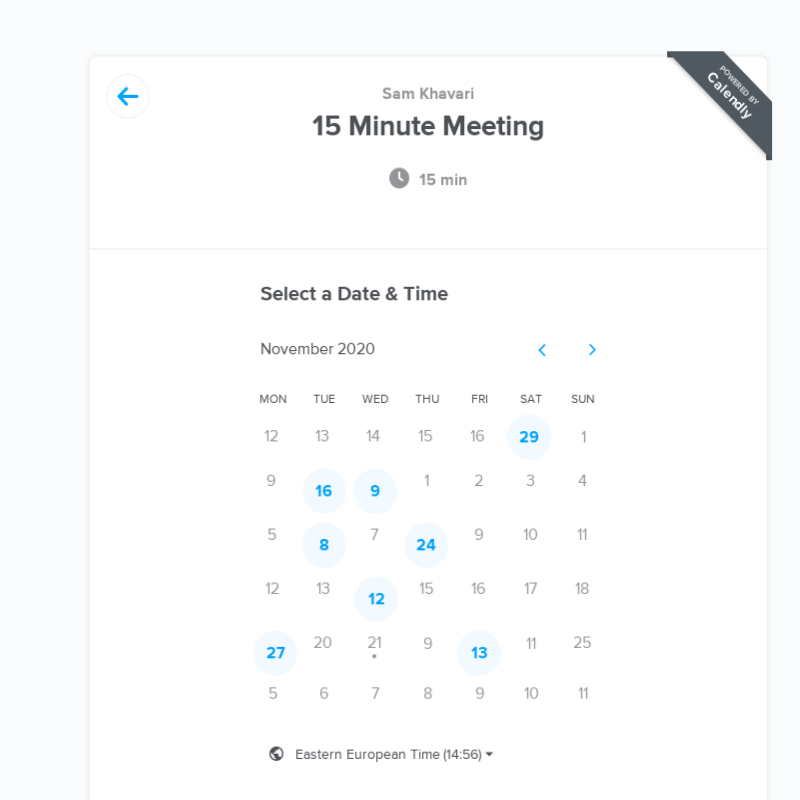 POWERED BY
Calendly
Sam Khavari
15 Minute Meeting
15 min
Select a Date & Time
November 2020
MON TUE WED THU FRI SAT SUN
12 13 14 15 16 29 1
9 16 9 1 2 3 4
5 8 7 24 9 10 11
12 13 12 15 16 17 18
27 20 21 9 13 11 25
5 6 7 8 9 10 11
Eastern European Time (14:56)